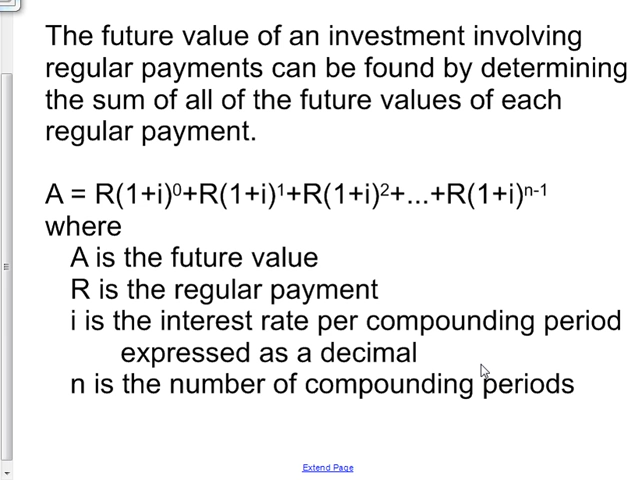 The future value of an investment involving
regular payments can be found by determining
the sum of all of the future values of each
regular payment.
A = R(1+i)⁰+R(1+i)¹+R(1+i)²+...+R(1+i)ⁿ⁻¹
where
A is the future value
R is the regular payment
i is the interest rate per compounding period
expressed as a decimal
n is the number of compounding periods
Extend Page